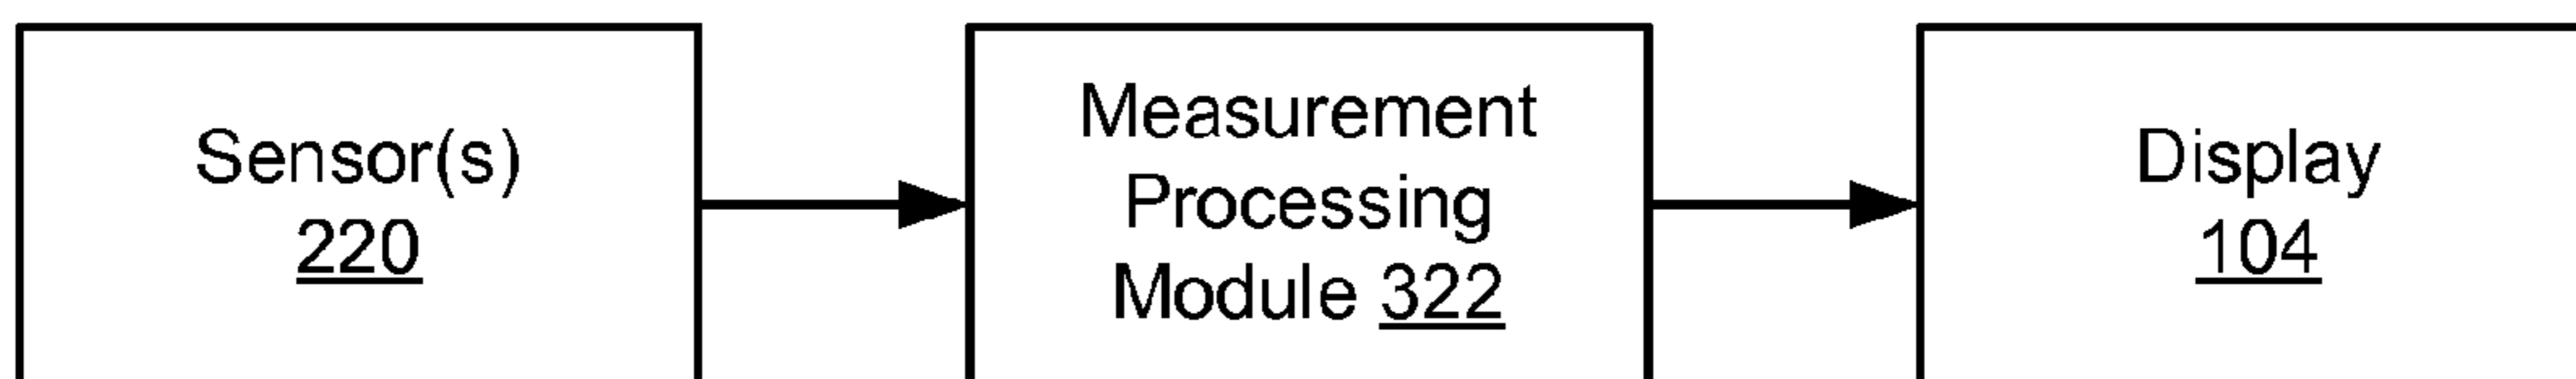 Sensor(s)
220
Measurement
Processing
Module 322
Display
104